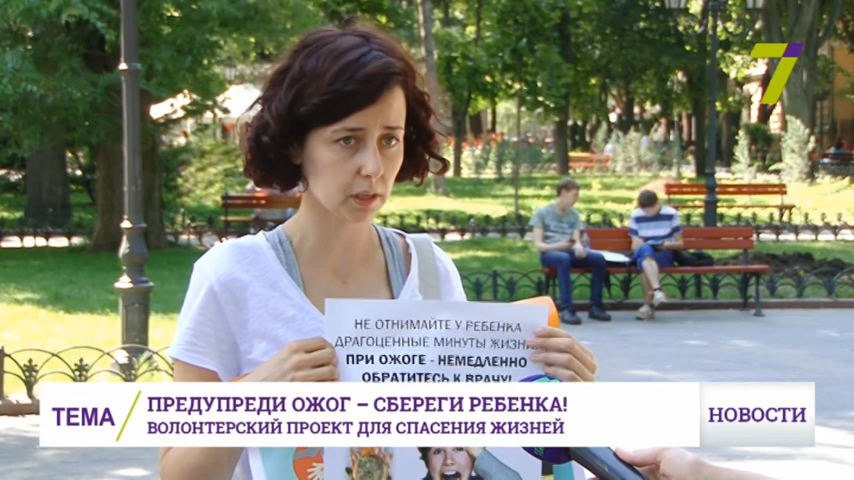 7
НЕ ОТНИМАЙТЕ У РЕБЕНКА
ДРАГОЦЕННЫЕ МИНУТЫ ЖИЗНИ
ПРИ ОЖОГЕ - НЕМЕДЛЕННО
ОБРАТИТЕСЬ К ВРАЧУ!
ТЕМА
ПРЕДУПРЕДИ ОЖОГ – СБЕРЕГИ РЕБЕНКА!
ВОЛОНТЕРСКИЙ ПРОЕКТ ДЛЯ СПАСЕНИЯ ЖИЗНЕЙ
НОВОСТИ